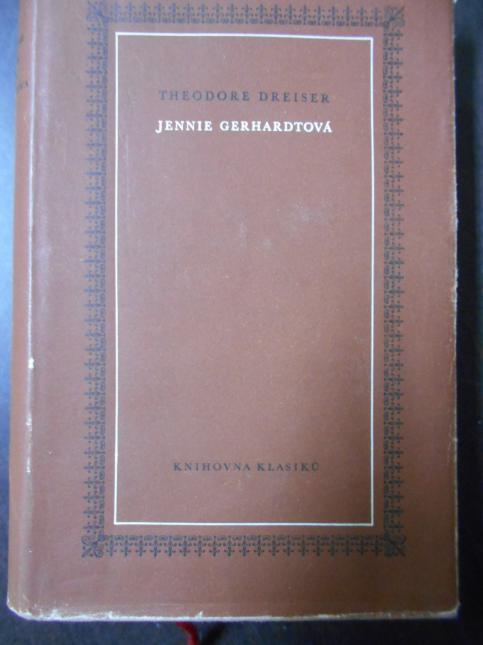 THEODORE DREISER
JENNIE GERHARDTOVÁ
KNIHOVNA KLASIKŮ